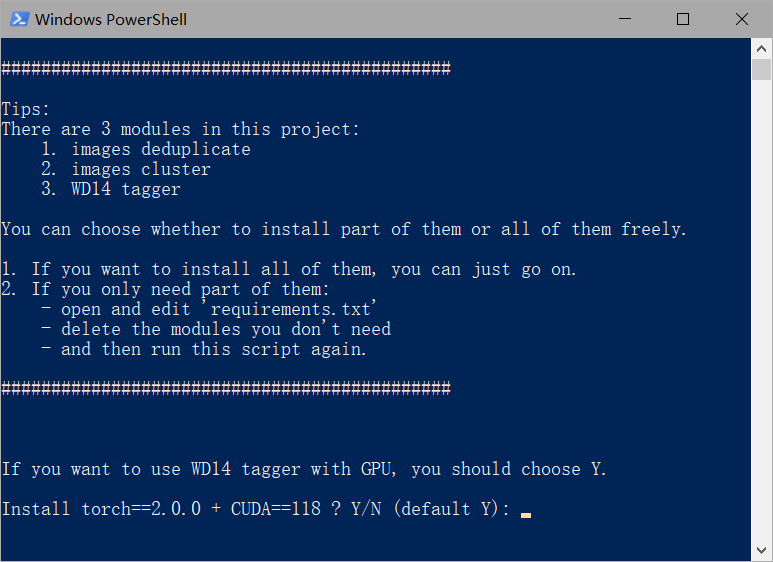 Windows PowerShell
#############################################
Tips:
There are 3 modules in this project:
1. images deduplicate
2. images cluster
3. WD14 tagger
You can choose whether to install part of them or all of them freely.
1. If you want to install all of them, you can just go on.
2. If you only need part of them:
- open and edit 'requirements.txt'
- delete the modules you don't need
- and then run this script again.
#############################################
If you want to use WD14 tagger with GPU, you should choose Y.
Install torch==2.0.0 + CUDA==118 ? Y/N (default Y):